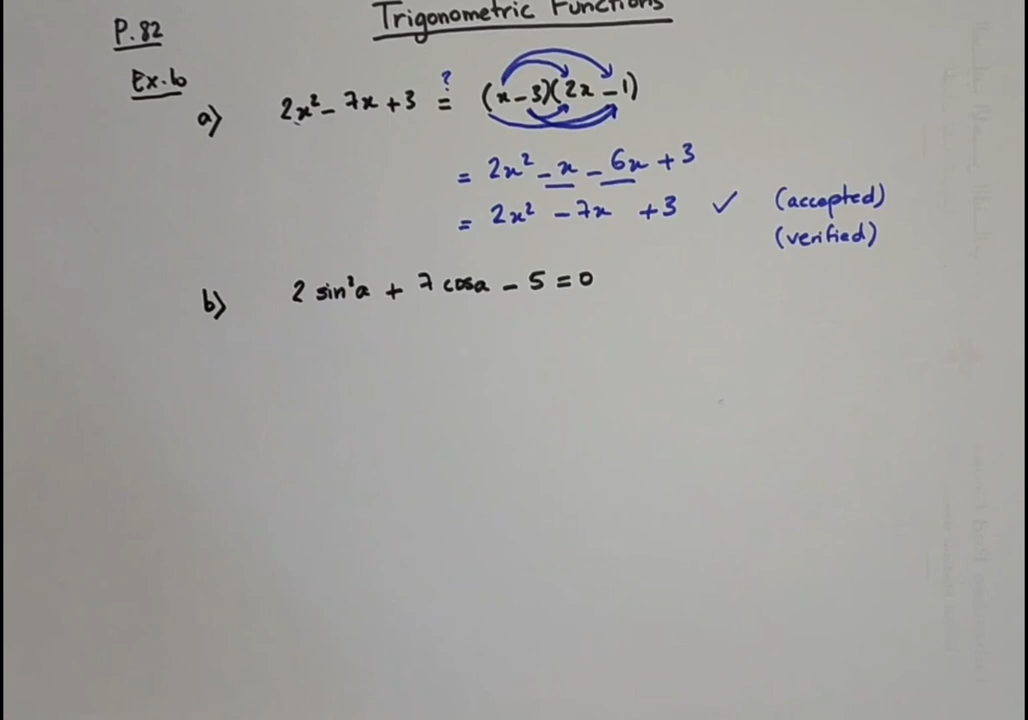 Trigonometric Functions
P.82
Ex.6
a) 2x² - 7x + 3 ≟ (x - 3)(2x - 1)
= 2x² - x - 6x + 3
= 2x² - 7x + 3 ✓ (accepted)
(verified)
b) 2 sin²a + 7 cosa - 5 = 0